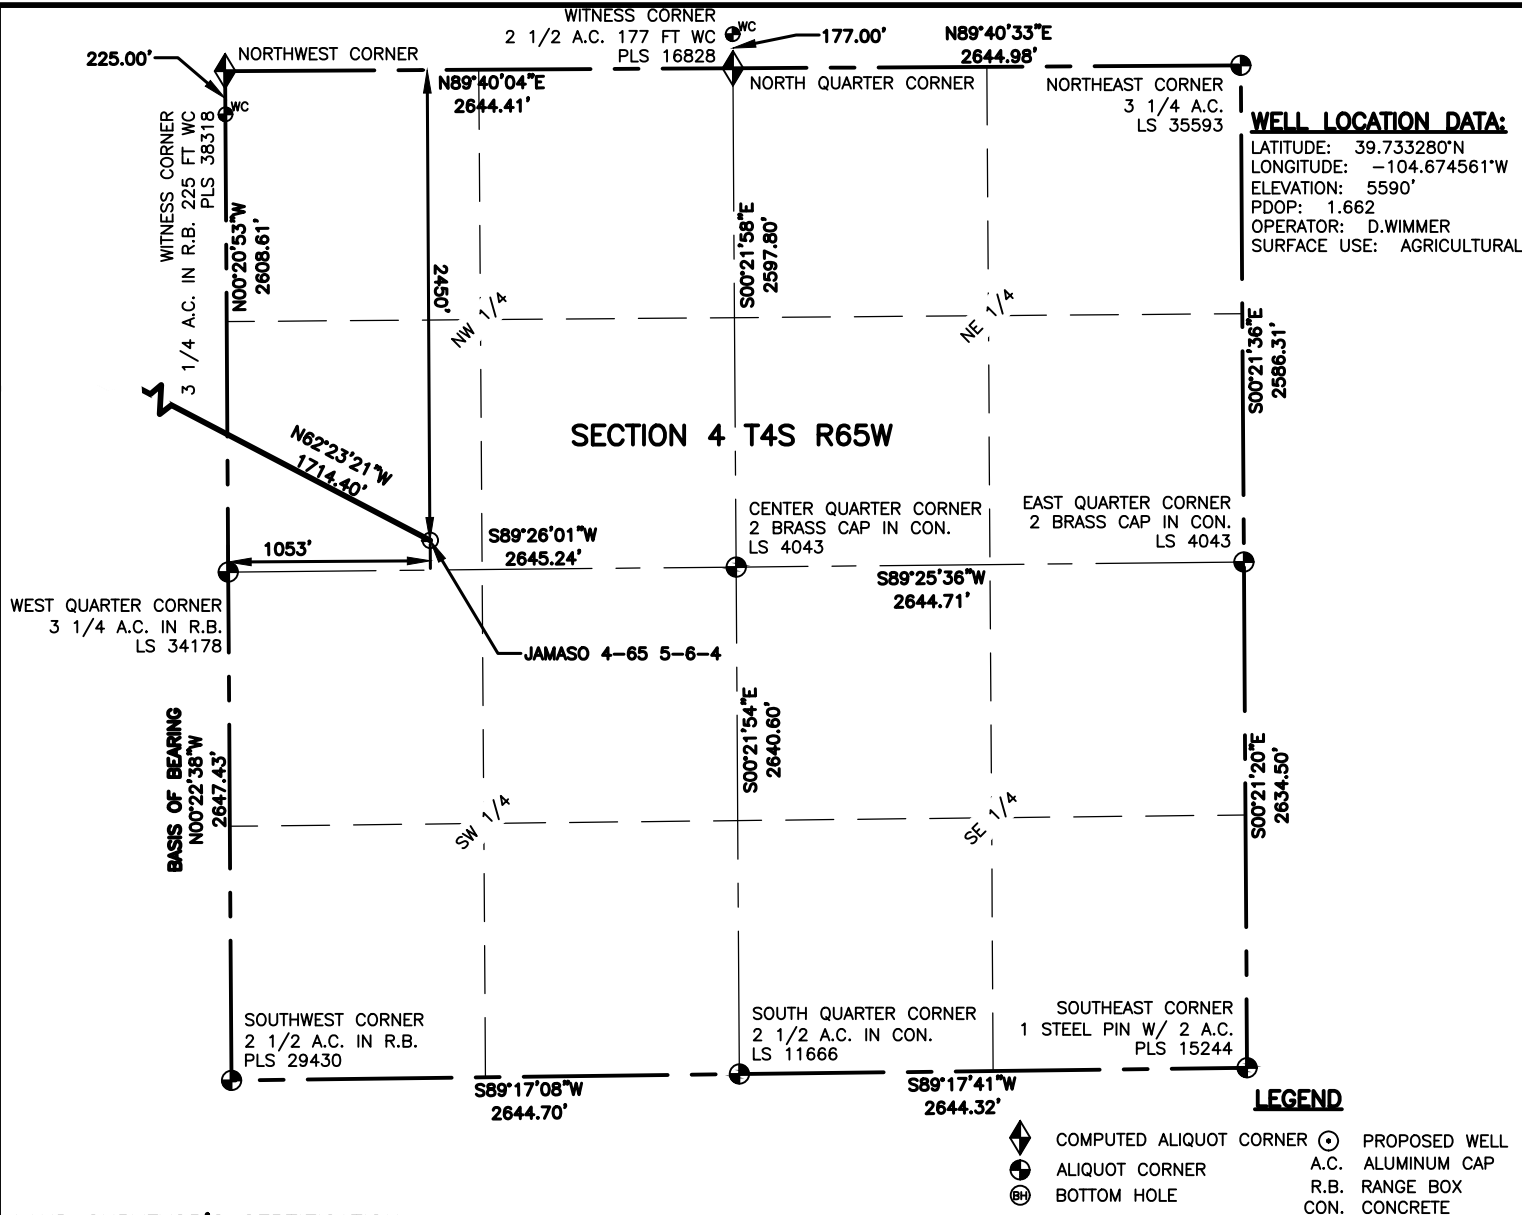 WITNESS CORNER
2 1/2 A.C. 177 FT WC
PLS 16828
WC
177.00'
N89°40'33"E
2644.98'
225.00'
NORTHWEST CORNER
N89°40'04"E
2644.41'
NORTH QUARTER CORNER
NORTHEAST CORNER
3 1/4 A.C.
LS 35593
WC
WITNESS CORNER
3 1/4 A.C. IN R.B. 225 FT WC
PLS 38318
WELL LOCATION DATA:
LATITUDE: 39.733280°N
LONGITUDE: -104.674561°W
ELEVATION: 5590'
PDOP: 1.662
OPERATOR: D.WIMMER
SURFACE USE: AGRICULTURAL
N00°20'53"W
2608.61'
2450'
S00°21'58"E
2597.80'
NW 1/4
NE 1/4
S00°21'36"E
2586.31'
SECTION 4 T4S R65W
N62°23'21"W
1714.40'
CENTER QUARTER CORNER
2 BRASS CAP IN CON.
LS 4043
EAST QUARTER CORNER
2 BRASS CAP IN CON.
LS 4043
1053'
S89°26'01"W
2645.24'
S89°25'36"W
2644.71'
WEST QUARTER CORNER
3 1/4 A.C. IN R.B.
LS 34178
JAMASO 4-65 5-6-4
BASIS OF BEARING
N00°22'38"W
2647.43'
S00°21'54"E
2640.60'
S00°21'20"E
2634.50'
SW 1/4
SE 1/4
SOUTHWEST CORNER
2 1/2 A.C. IN R.B.
PLS 29430
SOUTH QUARTER CORNER
2 1/2 A.C. IN CON.
LS 11666
SOUTHEAST CORNER
1 STEEL PIN W/ 2 A.C.
PLS 15244
S89°17'08"W
2644.70'
S89°17'41"W
2644.32'
LEGEND
COMPUTED ALIQUOT CORNER
ALIQUOT CORNER
BH BOTTOM HOLE
PROPOSED WELL
A.C. ALUMINUM CAP
R.B. RANGE BOX
CON. CONCRETE